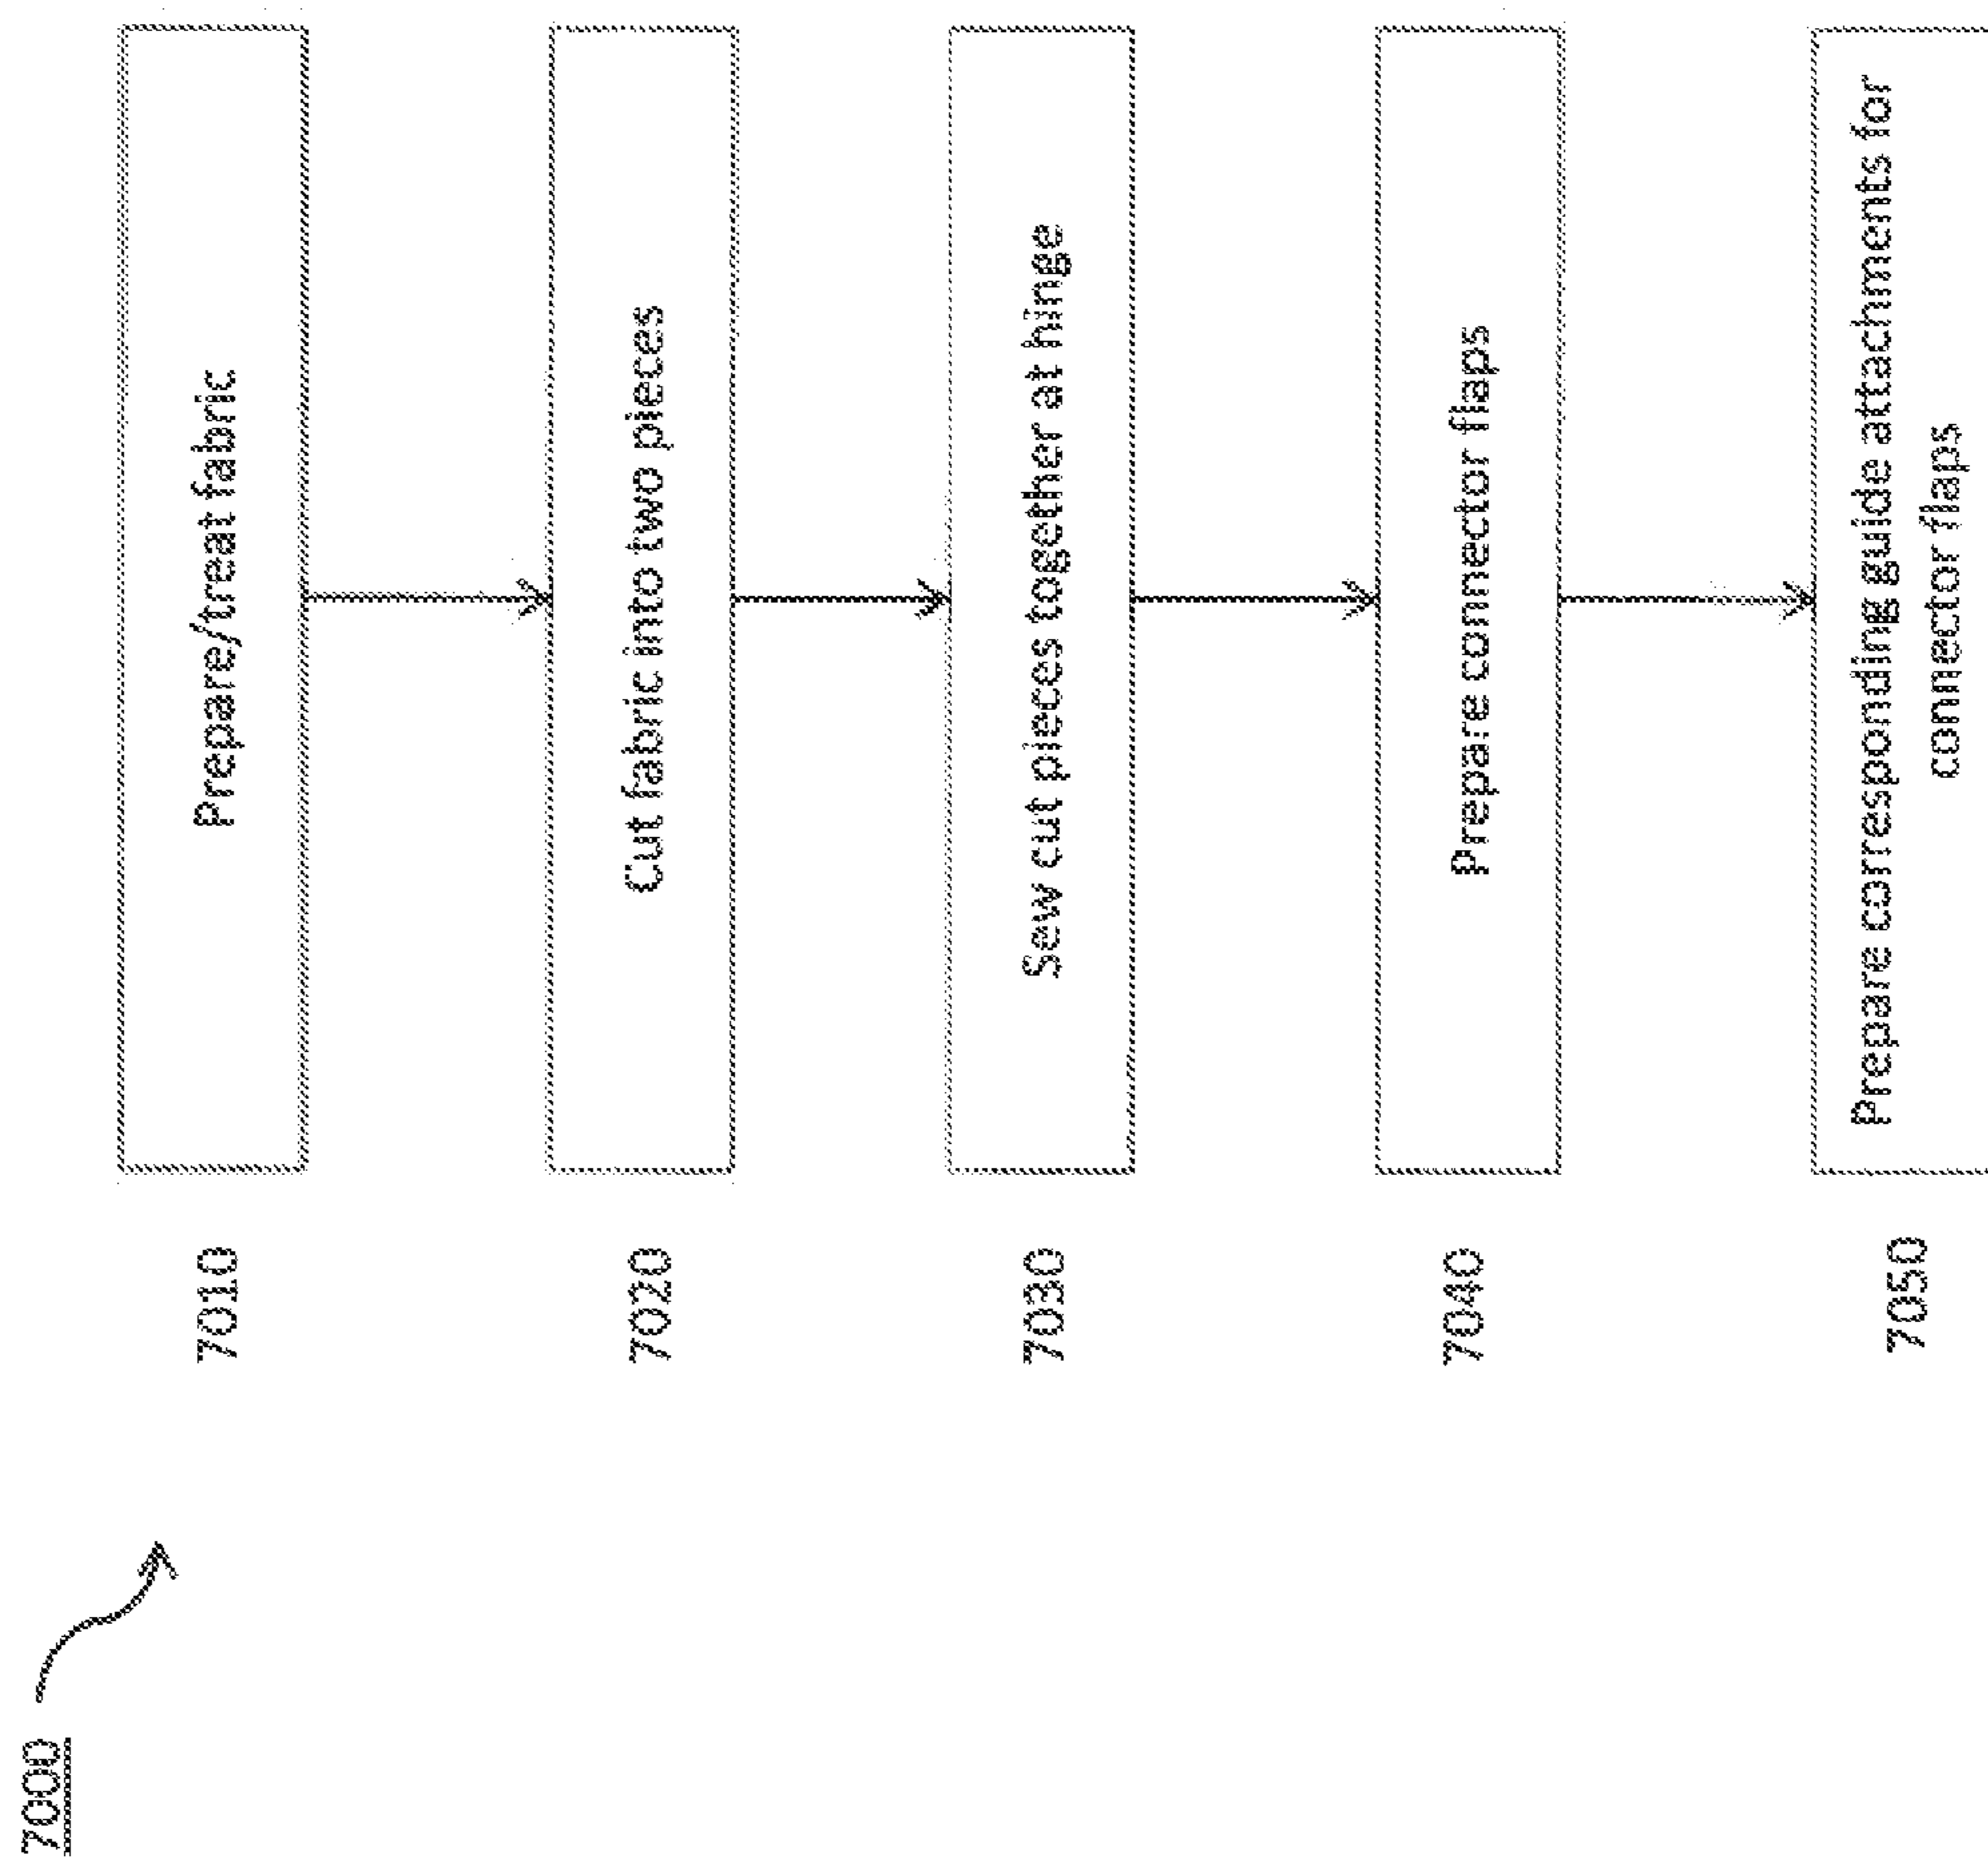 7000
7010
Prepare/treat fabric
7020
Cut fabric into two pieces
7030
Sew cut pieces together at hinge
7040
Prepare connector flaps
7050
Prepare corresponding guide attachments for
connector flaps